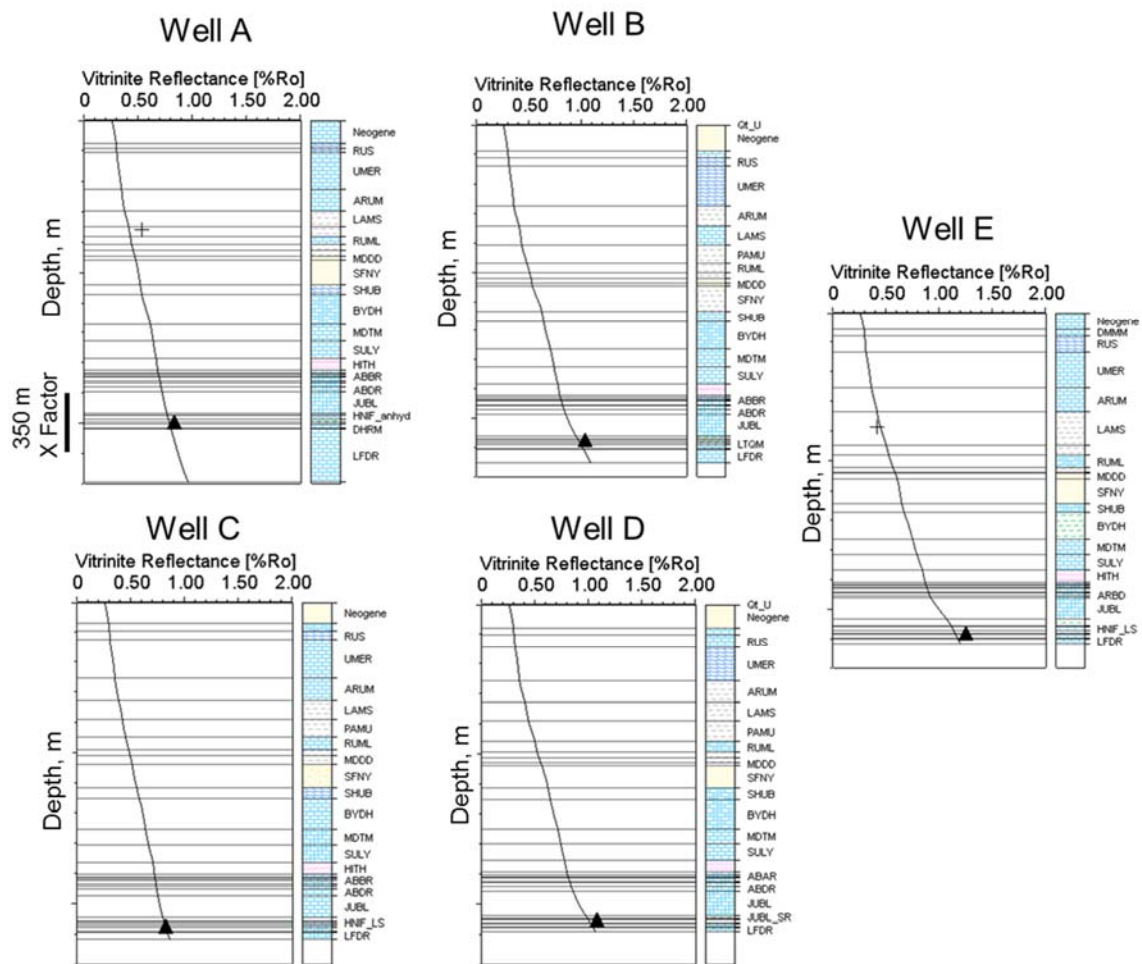 Well A
Vitrinite Reflectance [%Ro]
0 0.50 1.00 1.50 2.00
Depth, m
350 m
X Factor
Neogene
RUS
UMER
ARUM
LAMS
RUML
MDDD
SFNY
SHUB
BYDH
MDTM
SULY
HITH
ABBR
ABDR
JUBL
HNIF_anhyd
DHRM
LFDR
Well B
Vitrinite Reflectance [%Ro]
0 0.50 1.00 1.50 2.00
Depth, m
Qt_U
Neogene
RUS
UMER
ARUM
LAMS
PAMU
RUML
MDDD
SFNY
SHUB
BYDH
MDTM
SULY
ABBR
ABDR
JUBL
LTQM
LFDR
Well E
Vitrinite Reflectance [%Ro]
0 0.50 1.00 1.50 2.00
Depth, m
Neogene
DMMM
RUS
UMER
ARUM
LAMS
RUML
MDDD
SFNY
SHUB
BYDH
MDTM
SULY
HITH
ARBD
JUBL
HNIF_LS
LFDR
Well C
Vitrinite Reflectance [%Ro]
0 0.50 1.00 1.50 2.00
Depth, m
Neogene
RUS
UMER
ARUM
LAMS
PAMU
RUML
MDDD
SFNY
SHUB
BYDH
MDTM
SULY
HITH
ABBR
ABDR
JUBL
HNIF_LS
LFDR
Well D
Vitrinite Reflectance [%Ro]
0 0.50 1.00 1.50 2.00
Depth, m
Qt_U
Neogene
RUS
UMER
ARUM
LAMS
PAMU
RUML
MDDD
SFNY
SHUB
BYDH
MDTM
SULY
ABAR
ABDR
JUBL
JUBL_SR
LFDR